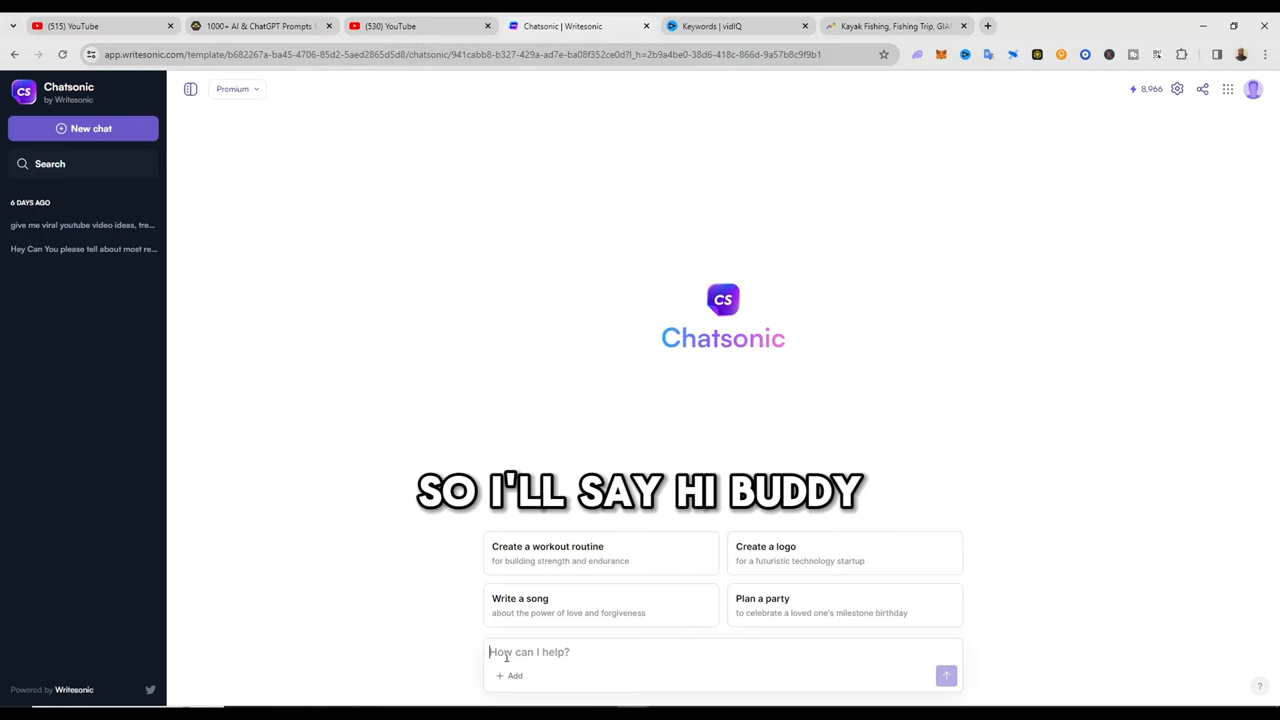 (515) YouTube
1000+ AI & ChatGPT Prompts
(530) YouTube
Chatsonic | Writesonic
Keywords | vidIQ
Kayak Fishing, Fishing Trip, GIA
app.writesonic.com/template/b682267a-ba45-4706-85d2-5aed2865d5d8/chatsonic/941cabb8-b327-429a-ad7e-ba08f352ce0d?l_h=2b9a4be0-38d6-418c-866d-9a57b8c9f9b1
CS
Chatsonic
by Writesonic
Premium
8,966
New chat
Search
6 DAYS AGO
give me viral youtube video ideas, tre...
Hey Can You please tell about most re...
CS
Chatsonic
SO I'LL SAY HI BUDDY
Create a workout routine
for building strength and endurance
Create a logo
for a futuristic technology startup
Write a song
about the power of love and forgiveness
Plan a party
to celebrate a loved one's milestone birthday
How can I help?
+ Add
Powered by Writesonic
?